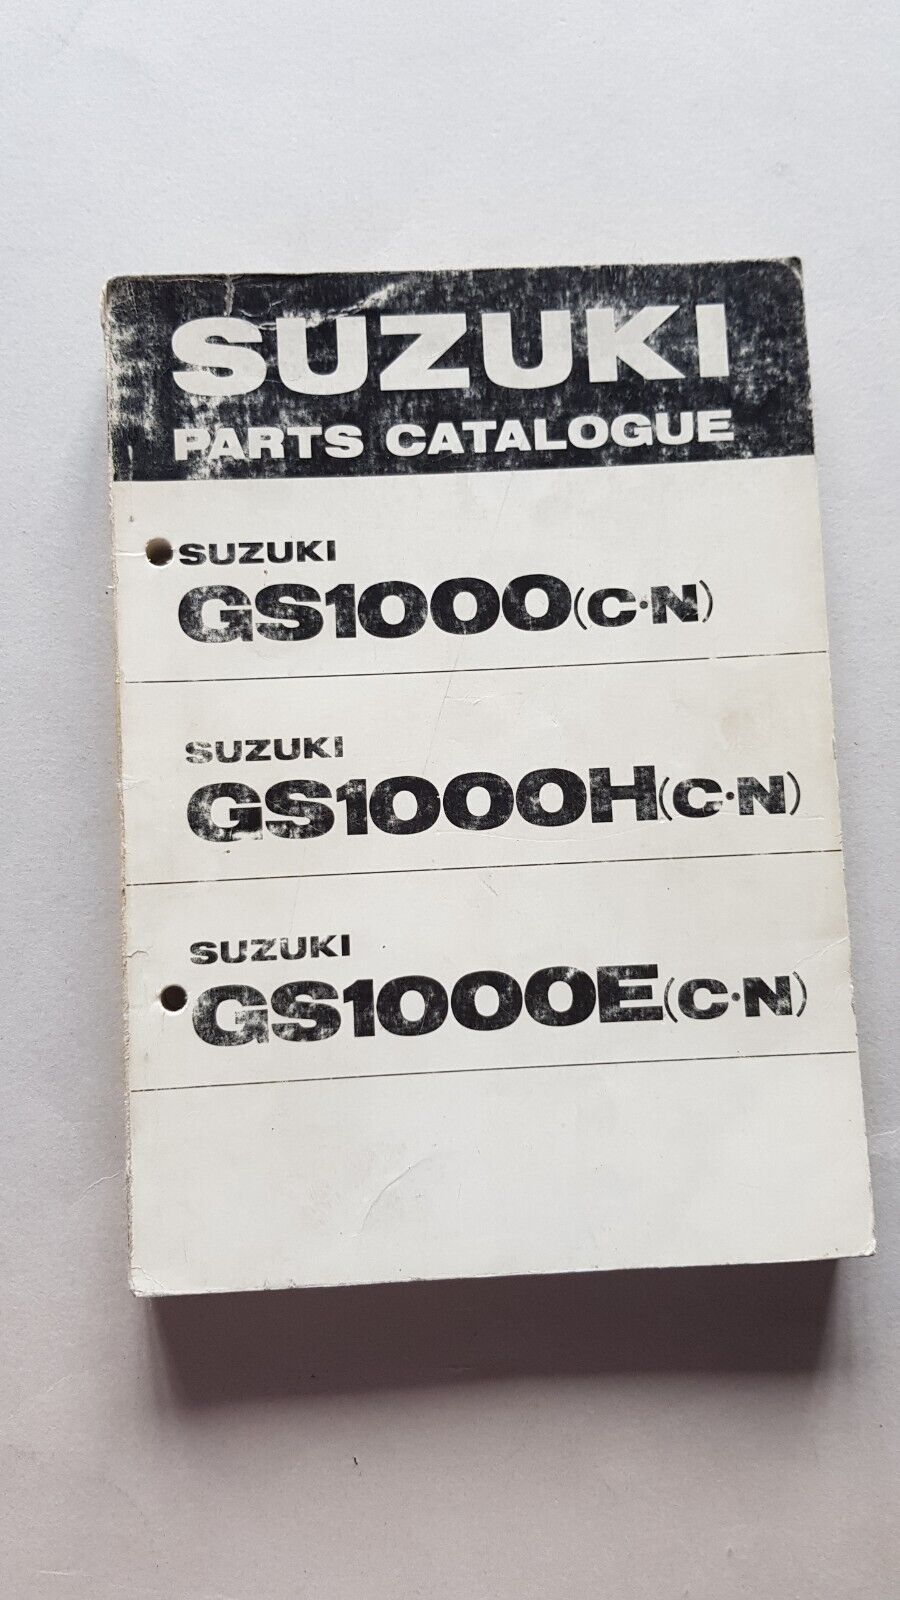 SUZUKI
PARTS CATALOGUE
SUZUKI
GS1000(C·N)
SUZUKI
GS1000H(C·N)
SUZUKI
GS1000E(C·N)